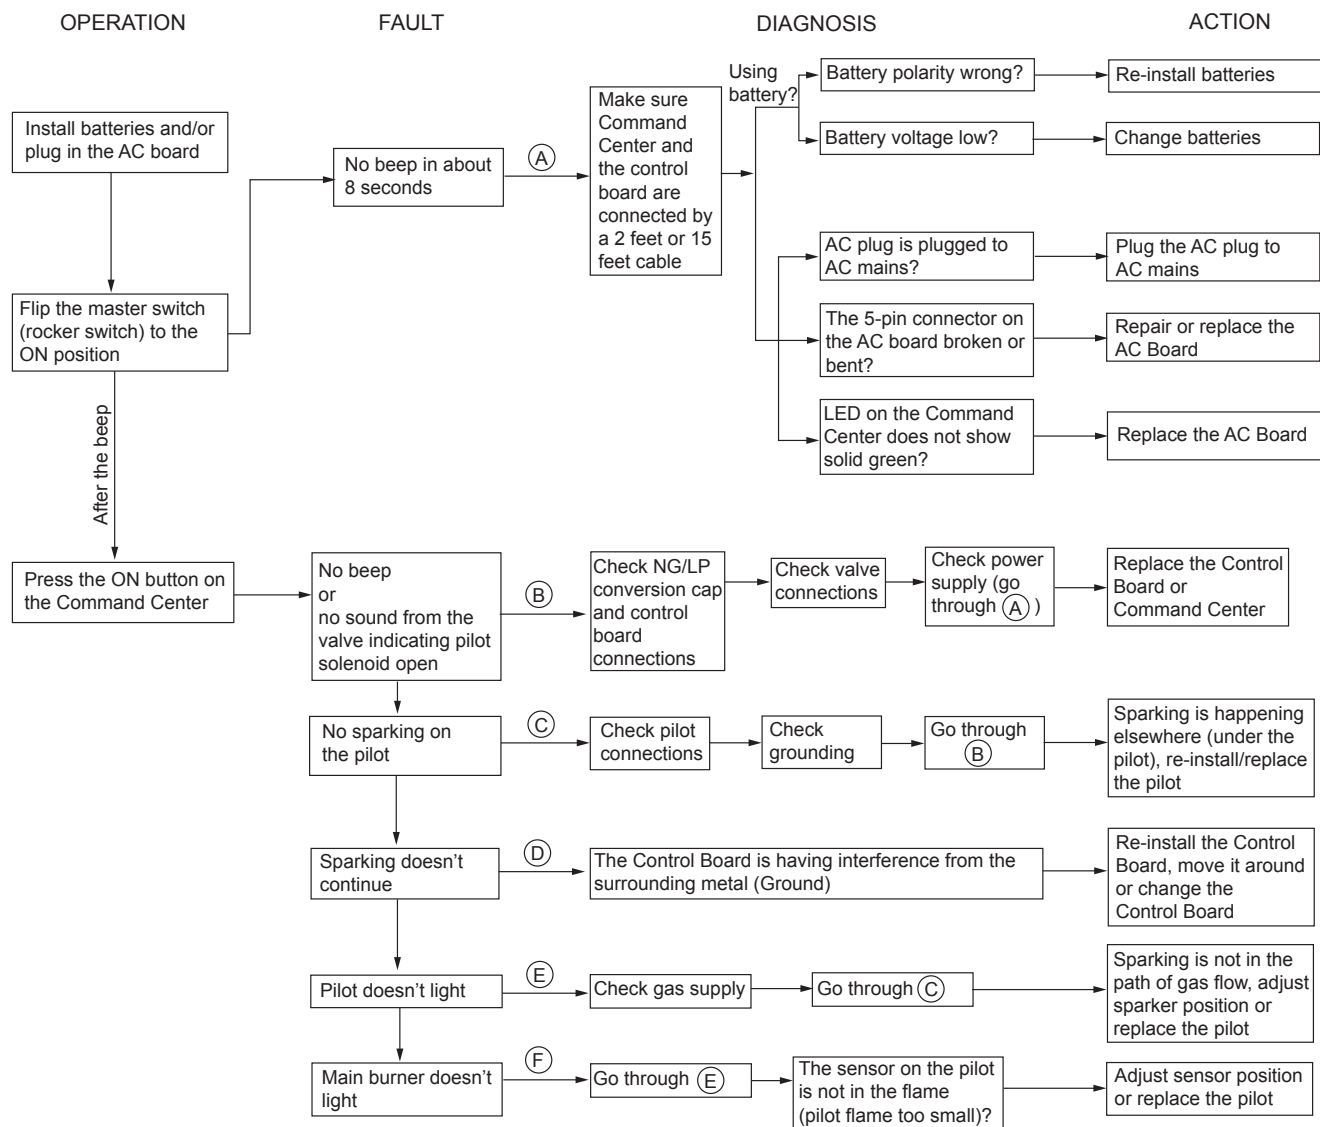 OPERATION
FAULT
DIAGNOSIS
ACTION
Install batteries and/or
plug in the AC board
Flip the master switch
(rocker switch) to the
ON position
After the beep
Press the ON button on
the Command Center
No beep in about
8 seconds
A
Make sure
Command
Center and
the control
board are
connected by
a 2 feet or 15
feet cable
Using
battery?
Battery polarity wrong?
Re-install batteries
Battery voltage low?
Change batteries
AC plug is plugged to
AC mains?
Plug the AC plug to
AC mains
The 5-pin connector on
the AC board broken or
bent?
Repair or replace the
AC Board
LED on the Command
Center does not show
solid green?
Replace the AC Board
No beep
or
no sound from the
valve indicating pilot
solenoid open
B
Check NG/LP
conversion cap
and control
board
connections
Check valve
connections
Check power
supply (go
through A )
Replace the Control
Board or
Command Center
No sparking on
the pilot
C
Check pilot
connections
Check
grounding
Go through
B
Sparking is happening
elsewhere (under the
pilot), re-install/replace
the pilot
Sparking doesn't
continue
D
The Control Board is having interference from the
surrounding metal (Ground)
Re-install the Control
Board, move it around
or change the
Control Board
Pilot doesn't light
E
Check gas supply
Go through C
Sparking is not in the
path of gas flow, adjust
sparker position or
replace the pilot
Main burner doesn't
light
F
Go through E
The sensor on the pilot
is not in the flame
(pilot flame too small)?
Adjust sensor position
or replace the pilot